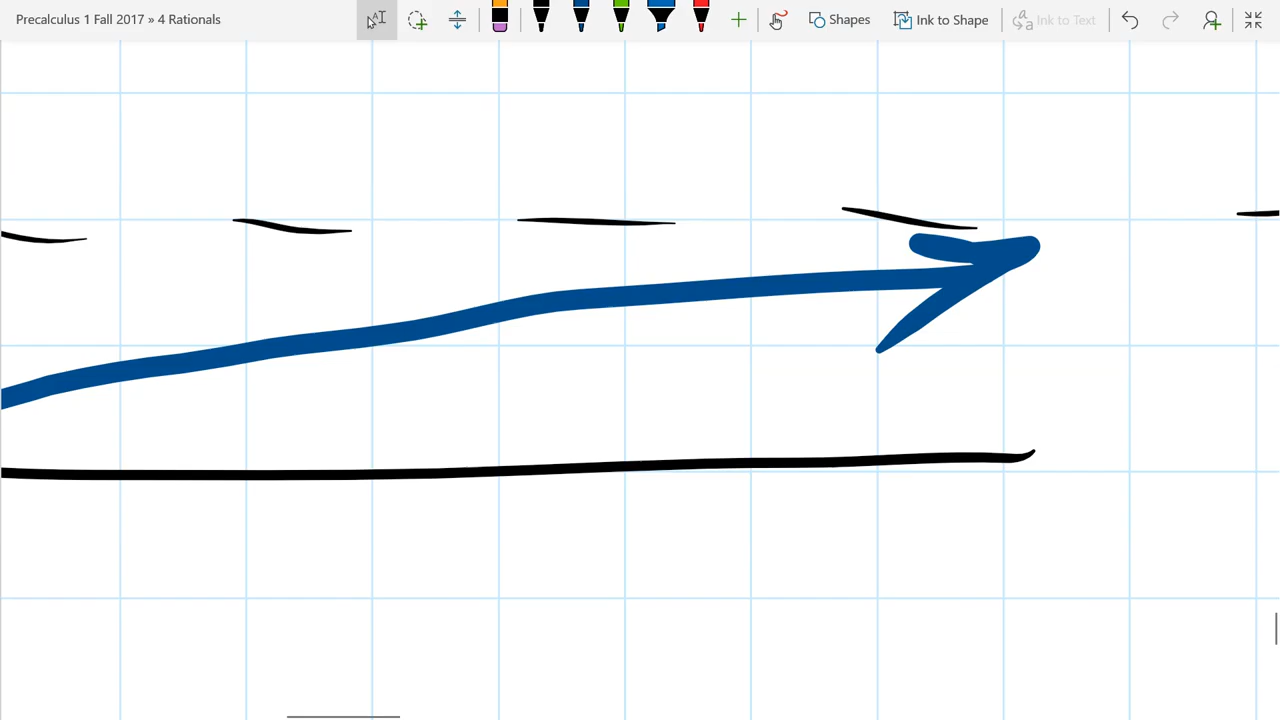 Precalculus 1 Fall 2017 » 4 Rationals
Shapes
Ink to Shape
Ink to Text